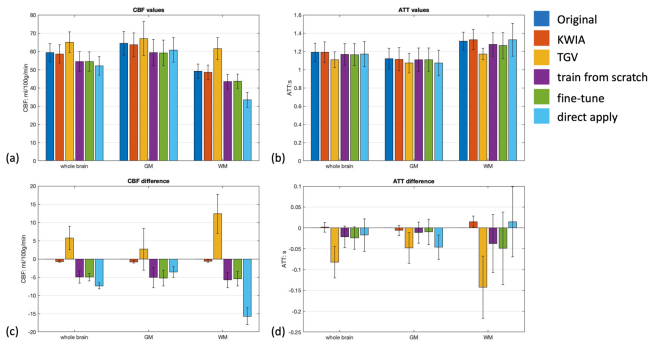 CBF values
CBF: ml/100g/min
80
70
60
50
40
30
20
10
0
whole brain
GM
WM
(a)
ATT values
ATT:s
1.6
1.4
1.2
1
0.8
0.6
0.4
0.2
0
whole brain
GM
WM
(b)
Original
KWIA
TGV
train from scratch
fine-tune
direct apply
CBF difference
CBF: ml/100g/min
20
15
10
5
0
-5
-10
-15
-20
whole brain
GM
WM
(c)
ATT difference
ATT: s
0.1
0.05
0
-0.05
-0.1
-0.15
-0.2
-0.25
whole brain
GM
WM
(d)